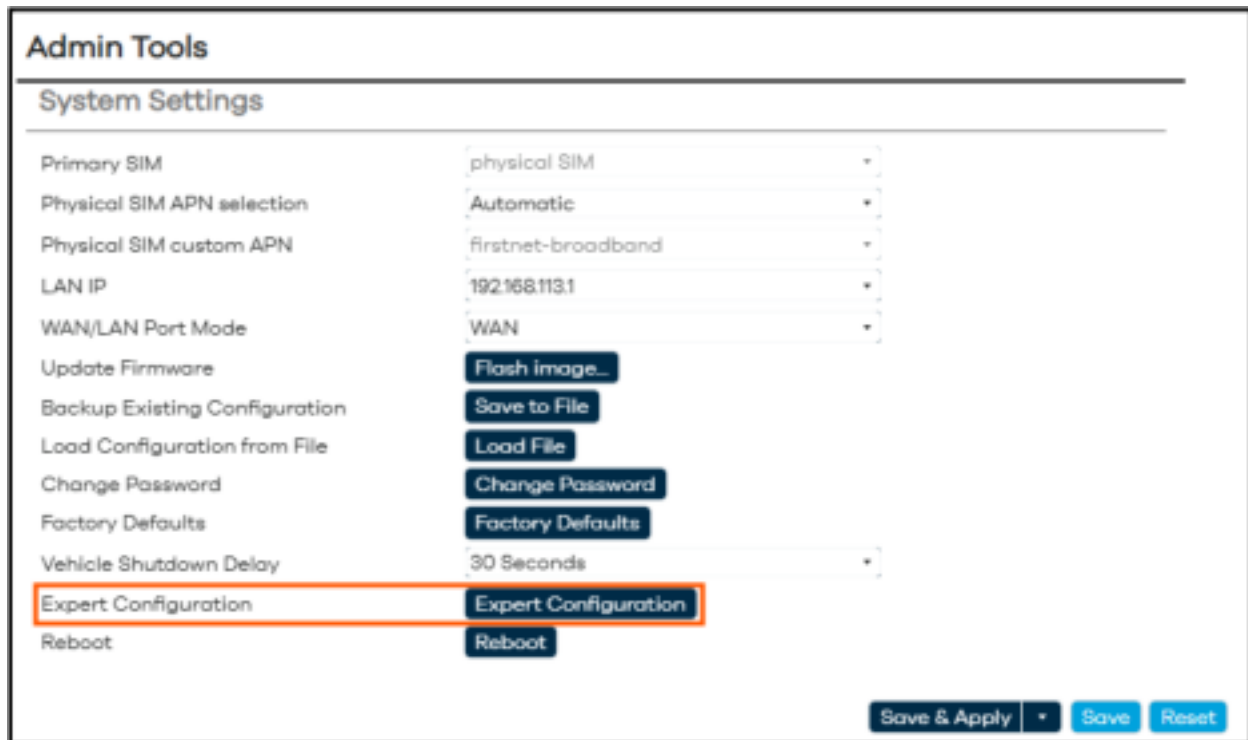 Admin Tools
System Settings
Primary SIM physical SIM
Physical SIM APN selection Automatic
Physical SIM custom APN firstnet-broadband
LAN IP 192.168.113.1
WAN/LAN Port Mode WAN
Update Firmware Flash image...
Backup Existing Configuration Save to File
Load Configuration from File Load File
Change Password Change Password
Factory Defaults Factory Defaults
Vehicle Shutdown Delay 30 Seconds
Expert Configuration Expert Configuration
Reboot Reboot
Save & Apply Save Reset